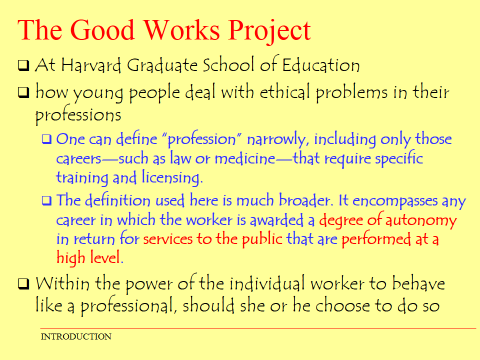 The Good Works Project
At Harvard Graduate School of Education
how young people deal with ethical problems in their
professions
One can define “profession” narrowly, including only those
careers—such as law or medicine—that require specific
training and licensing.
The definition used here is much broader. It encompasses any
career in which the worker is awarded a degree of autonomy
in return for services to the public that are performed at a
high level.
Within the power of the individual worker to behave
like a professional, should she or he choose to do so
INTRODUCTION